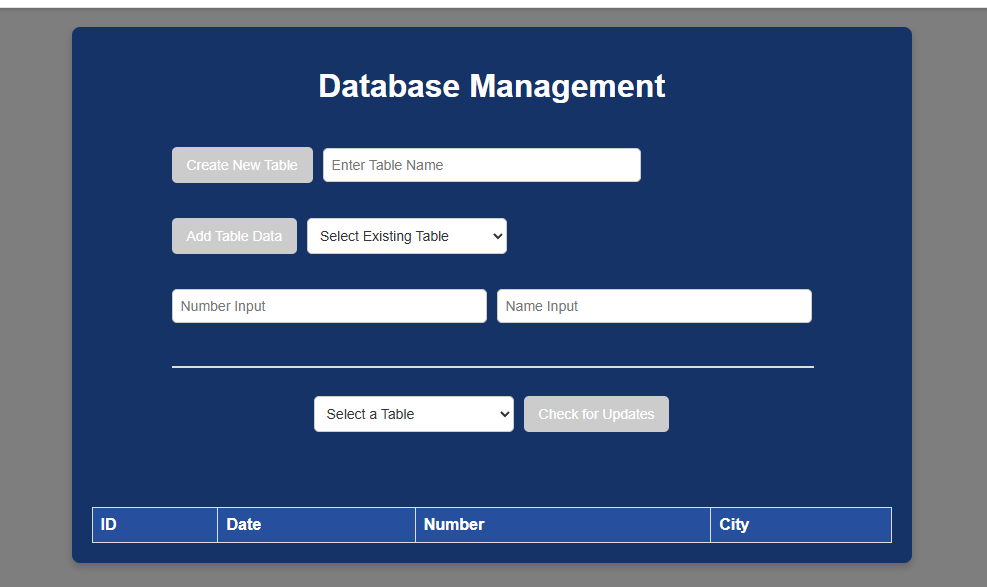 Database Management
Create New Table Enter Table Name
Add Table Data Select Existing Table
Number Input Name Input
Select a Table Check for Updates
ID Date Number City